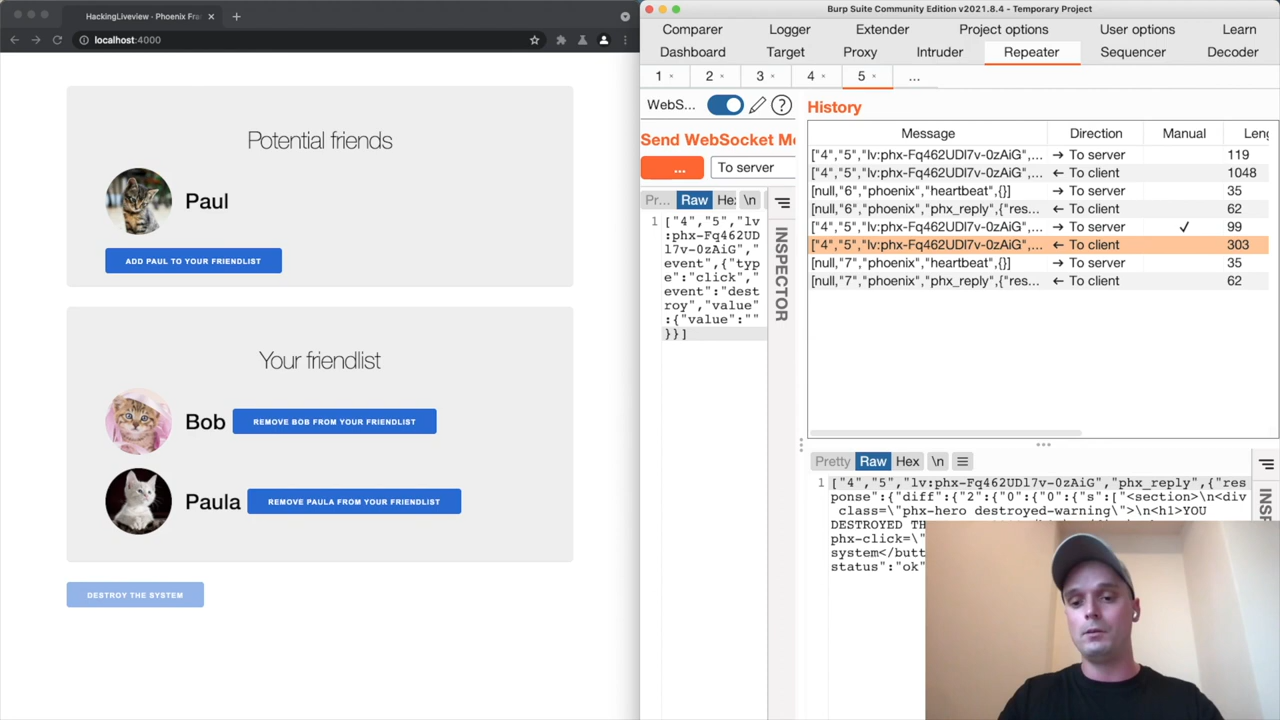 HackingLiveview · Phoenix Fra
localhost:4000
Potential friends
Paul
ADD PAUL TO YOUR FRIENDLIST
Your friendlist
Bob
REMOVE BOB FROM YOUR FRIENDLIST
Paula
REMOVE PAULA FROM YOUR FRIENDLIST
DESTROY THE SYSTEM
Burp Suite Community Edition v2021.8.4 - Temporary Project
Comparer Logger Extender Project options User options Learn
Dashboard Target Proxy Intruder Repeater Sequencer Decoder
1 × 2 × 3 × 4 × 5 × ...
WebS... ?
Send WebSocket Me
... To server
Pr... Raw Hex \n
1 ["4","5","lv
:phx-Fq462UD
l7v-0zAiG","
event",{"typ
e":"click","
event":"dest
roy","value"
:{"value":""
}}]
INSPECTOR
History
Message Direction Manual Leng
["4","5","lv:phx-Fq462UDl7v-0zAiG",... → To server 119
["4","5","lv:phx-Fq462UDl7v-0zAiG",... ← To client 1048
[null,"6","phoenix","heartbeat",{}] → To server 35
[null,"6","phoenix","phx_reply",{"res... ← To client 62
["4","5","lv:phx-Fq462UDl7v-0zAiG",... → To server ✓ 99
["4","5","lv:phx-Fq462UDl7v-0zAiG",... ← To client 303
[null,"7","phoenix","heartbeat",{}] → To server 35
[null,"7","phoenix","phx_reply",{"res... ← To client 62
Pretty Raw Hex \n
1 ["4","5","lv:phx-Fq462UDl7v-0zAiG","phx_reply",{"res
ponse":{"diff":{"2":{"0":{"0":{"s":["<section>\n<div
class=\"phx-hero destroyed-warning\">\n<h1>YOU
DESTROYED TH
phx-click=\"
system</butt
status":"ok"
INS